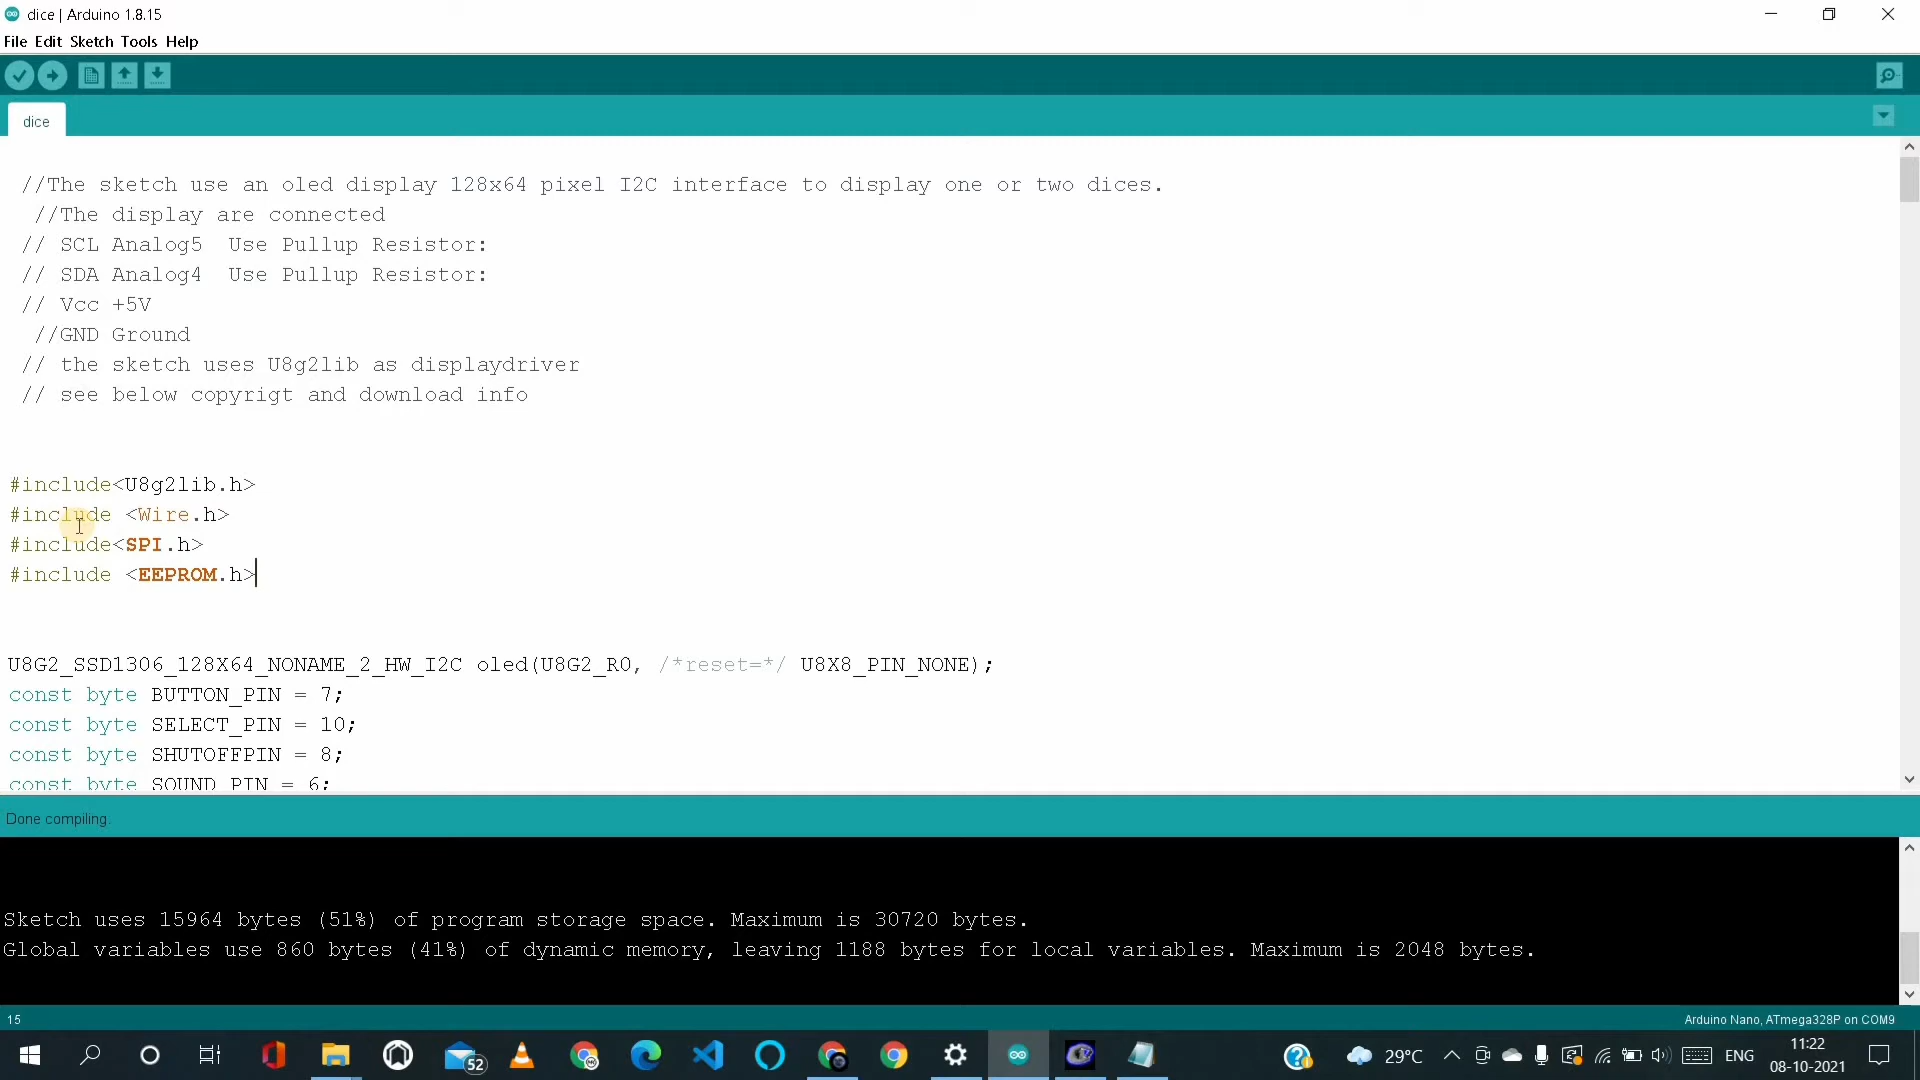 dice | Arduino 1.8.15
File Edit Sketch Tools Help
dice
//The sketch use an oled display 128x64 pixel I2C interface to display one or two dices.
//The display are connected
// SCL Analog5  Use Pullup Resistor:
// SDA Analog4  Use Pullup Resistor:
// Vcc +5V
//GND Ground
// the sketch uses U8g2lib as displaydriver
// see below copyrigt and download info
#include<U8g2lib.h>
#include <Wire.h>
#include<SPI.h>
#include <EEPROM.h>
U8G2_SSD1306_128X64_NONAME_2_HW_I2C oled(U8G2_R0, /*reset=*/ U8X8_PIN_NONE);
const byte BUTTON_PIN = 7;
const byte SELECT_PIN = 10;
const byte SHUTOFFPIN = 8;
const byte SOUND_PIN = 6;
Done compiling.
Sketch uses 15964 bytes (51%) of program storage space. Maximum is 30720 bytes.
Global variables use 860 bytes (41%) of dynamic memory, leaving 1188 bytes for local variables. Maximum is 2048 bytes.
15
Arduino Nano, ATmega328P on COM9
52
29°C
ENG
11:22
08-10-2021